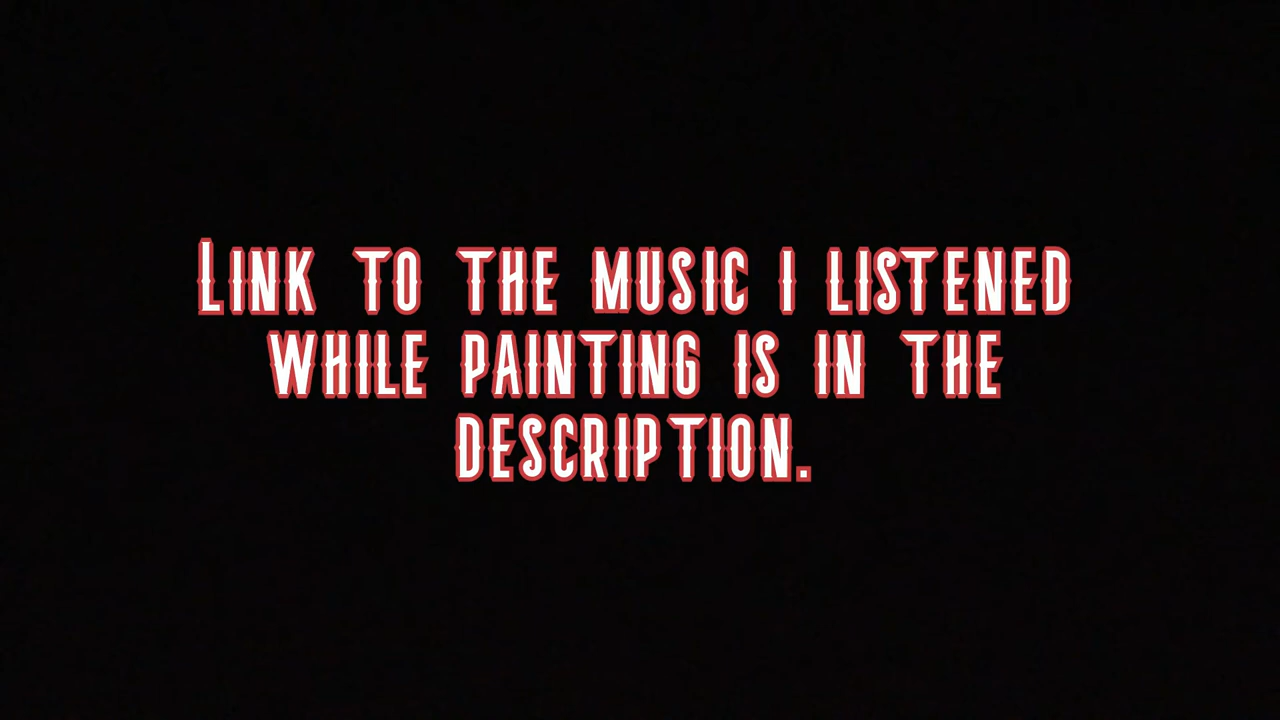 Link to the music i listened
while painting is in the
description.